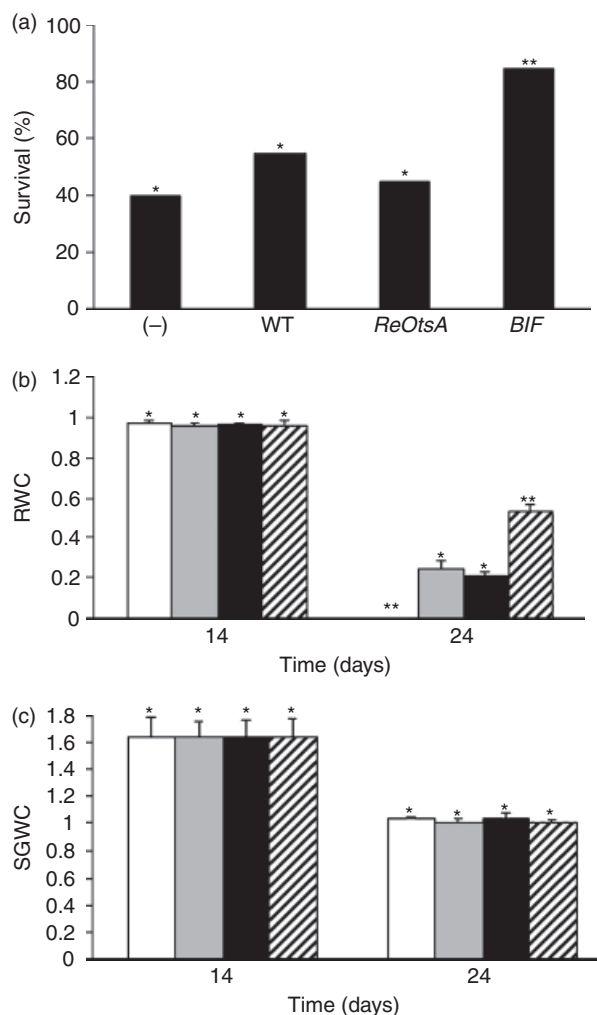 (a)
100
80
60
40
20
0
Survival (%)
*
*
*
**
(–)
WT
ReOtsA
BIF
(b)
1.2
1
0.8
0.6
0.4
0.2
0
RWC
* * * *
** * * **
14
24
Time (days)
(c)
1.8
1.6
1.4
1.2
1
0.8
0.6
0.4
0.2
0
SGWC
* * * *
* * * *
14
24
Time (days)